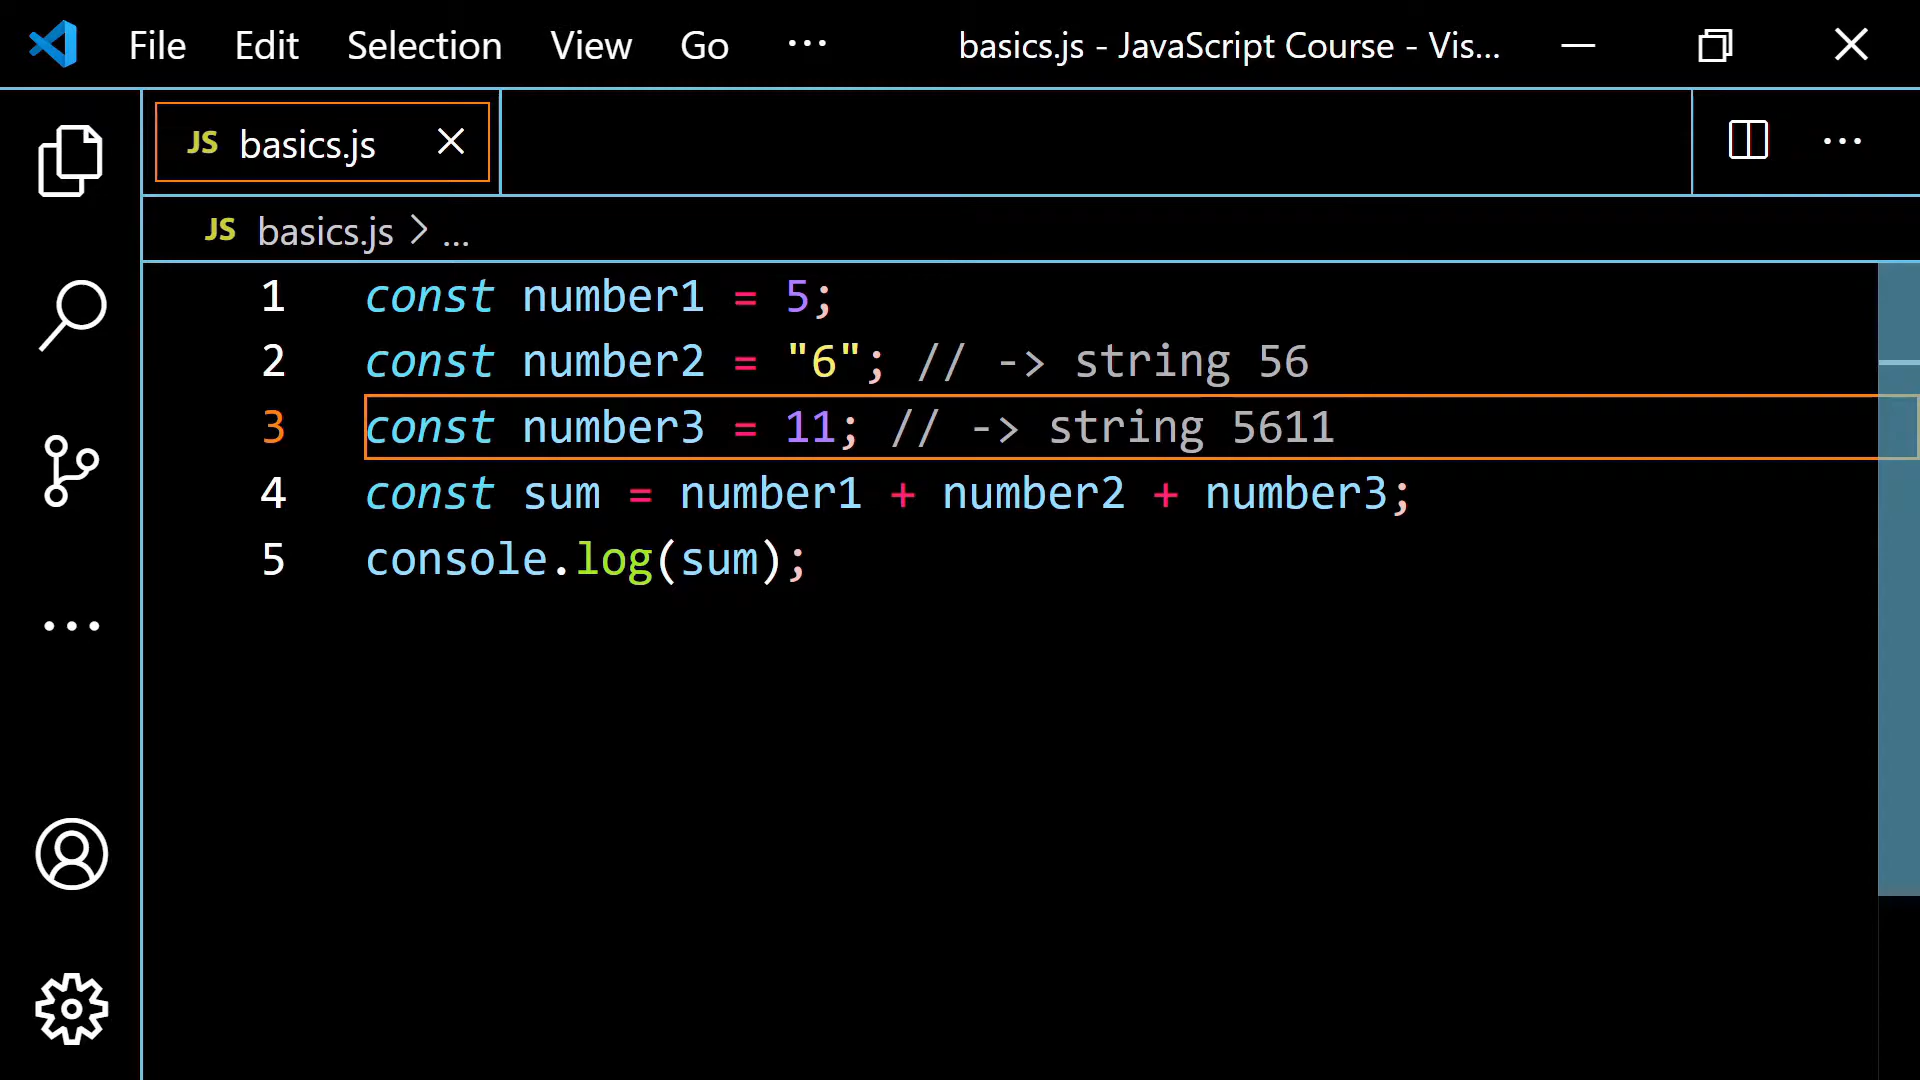 File Edit Selection View Go ... basics.js - JavaScript Course - Vis...
JS basics.js
JS basics.js > ...
1 const number1 = 5;
2 const number2 = "6"; // -> string 56
3 const number3 = 11; // -> string 5611
4 const sum = number1 + number2 + number3;
5 console.log(sum);